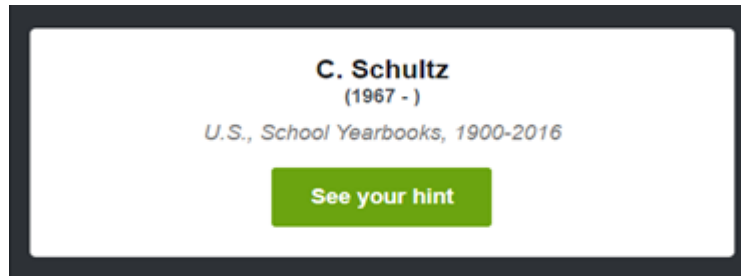 C. Schultz
(1967 - )
U.S., School Yearbooks, 1900-2016
See your hint